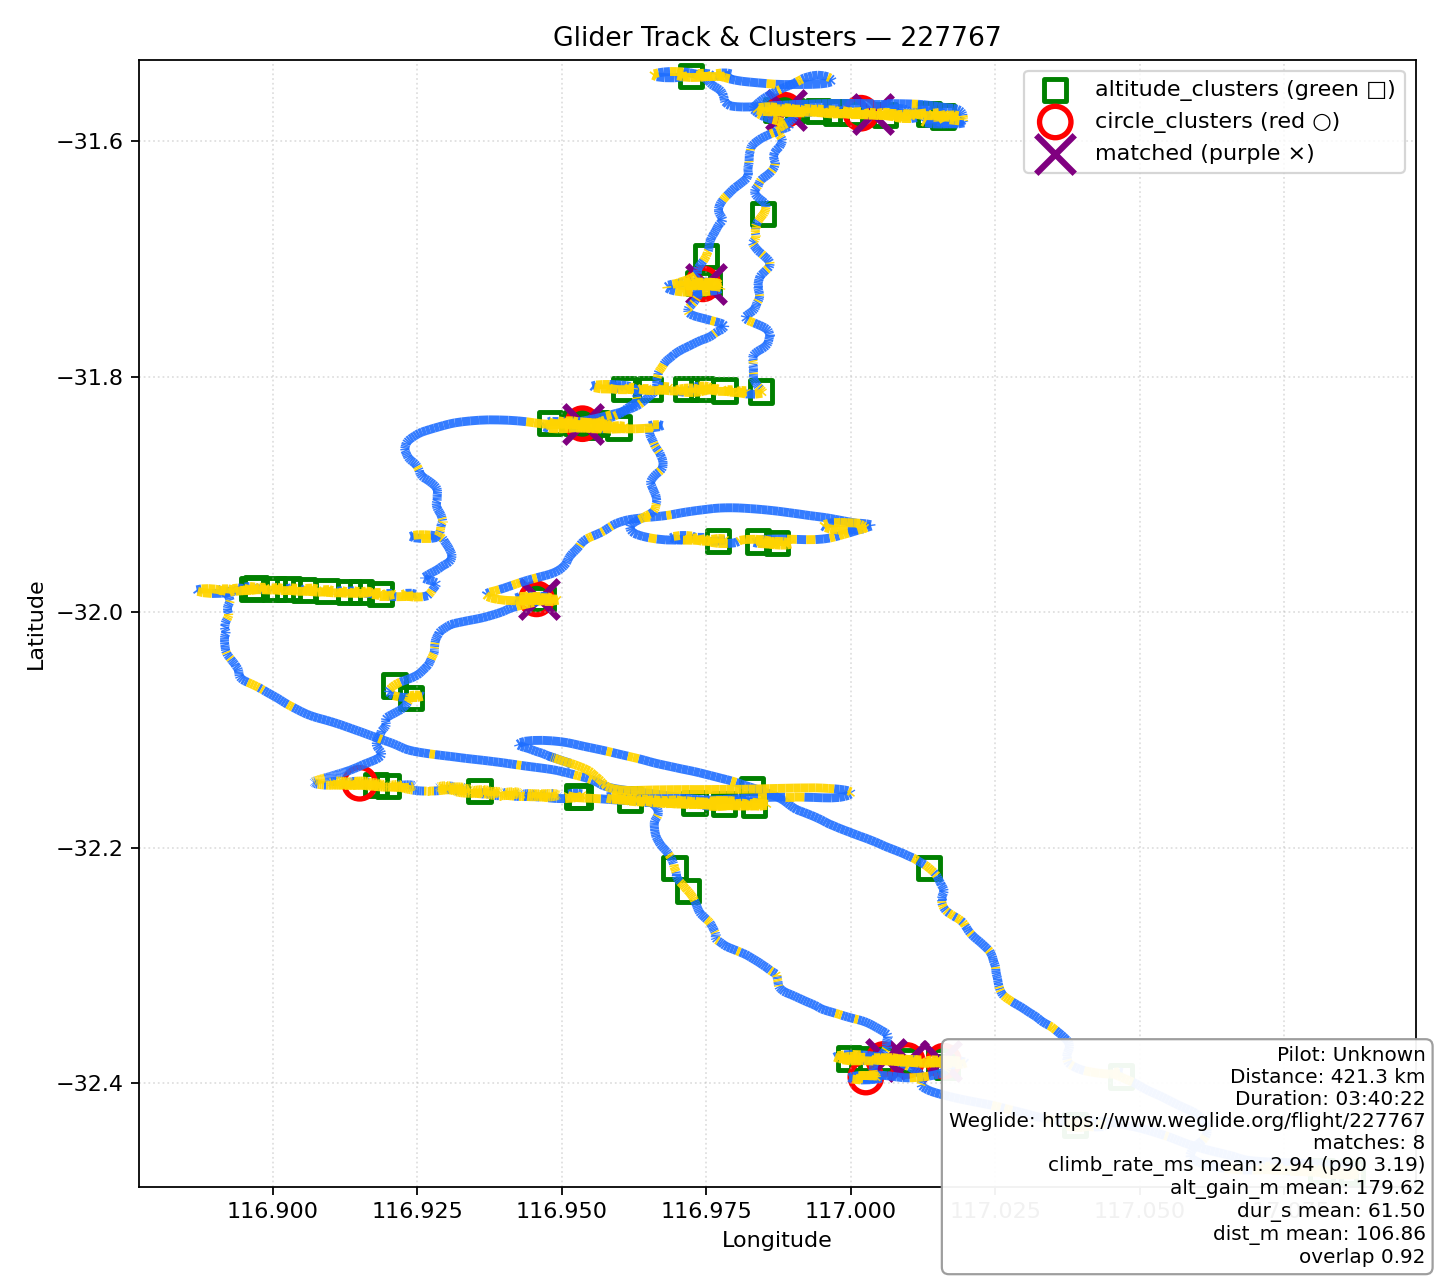 Glider Track & Clusters — 227767
altitude_clusters (green □)
circle_clusters (red ○)
matched (purple ×)
−31.6
−31.8
−32.0
−32.2
−32.4
Latitude
116.900
116.925
116.950
116.975
117.000
117.025
117.050
Longitude
Pilot: Unknown
Distance: 421.3 km
Duration: 03:40:22
Weglide: https://www.weglide.org/flight/227767
matches: 8
climb_rate_ms mean: 2.94 (p90 3.19)
alt_gain_m mean: 179.62
dur_s mean: 61.50
dist_m mean: 106.86
overlap 0.92